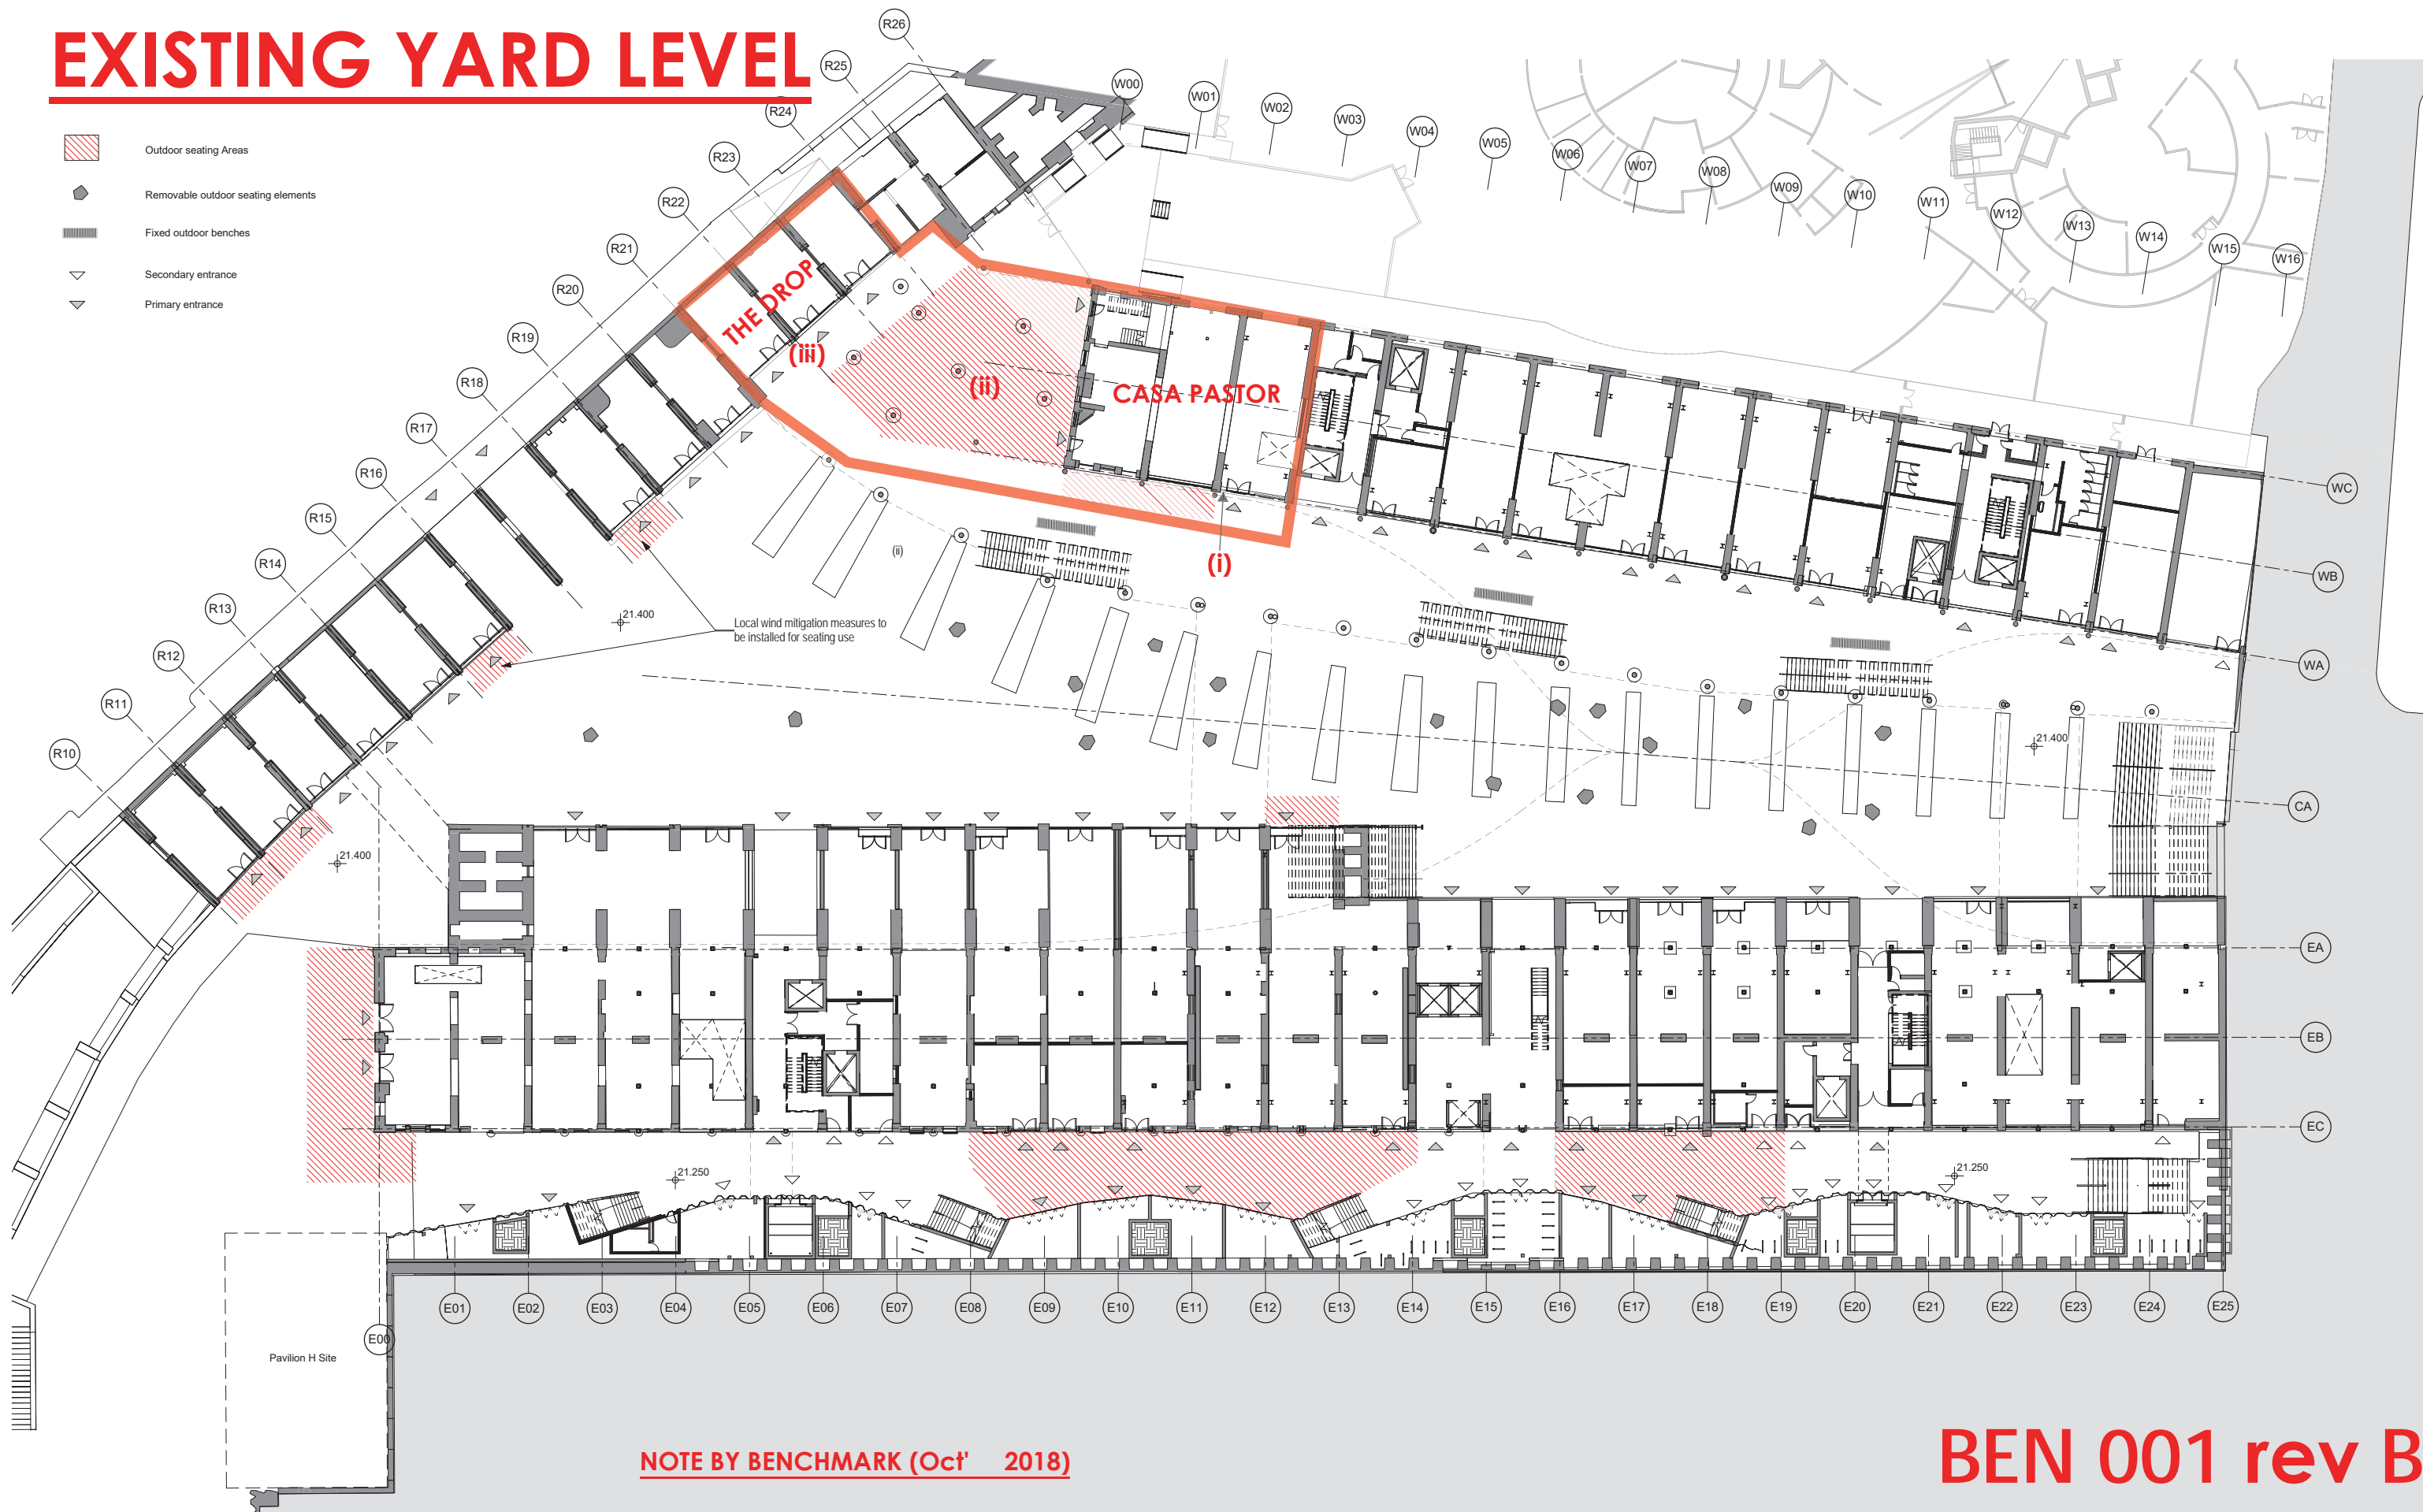 EXISTING YARD LEVEL
Outdoor seating Areas
Removable outdoor seating elements
Fixed outdoor benches
Secondary entrance
Primary entrance
R26
R25
R24
R23
R22
R21
R20
R19
R18
R17
R16
R15
R14
R13
R12
R11
R10
W00
W01
W02
W03
W04
W05
W06
W07
W08
W09
W10
W11
W12
W13
W14
W15
W16
THE DROP
(iii)
(ii)
CASA PASTOR
(i)
(ii)
WC
WB
WA
CA
21.400
Local wind mitigation measures to
be installed for seating use
21.400
21.400
EA
EB
EC
21.250
21.250
E00
E01
E02
E03
E04
E05
E06
E07
E08
E09
E10
E11
E12
E13
E14
E15
E16
E17
E18
E19
E20
E21
E22
E23
E24
E25
Pavilion H Site
NOTE BY BENCHMARK (Oct' 2018)
BEN 001 rev B